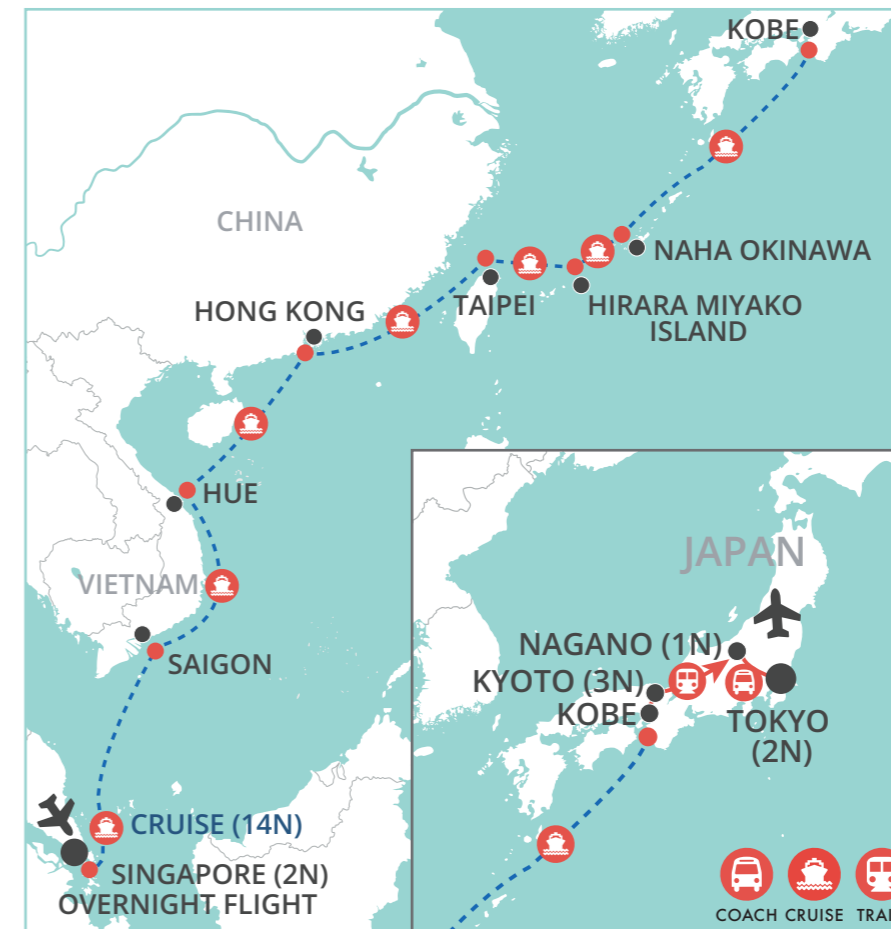 KOBE
CHINA
NAHA OKINAWA
TAIPEI
HIRARA MIYAKO
ISLAND
HONG KONG
HUE
VIETNAM
SAIGON
CRUISE (14N)
SINGAPORE (2N)
OVERNIGHT FLIGHT
JAPAN
NAGANO (1N)
KYOTO (3N)
KOBE
TOKYO
(2N)
COACH CRUISE TRA